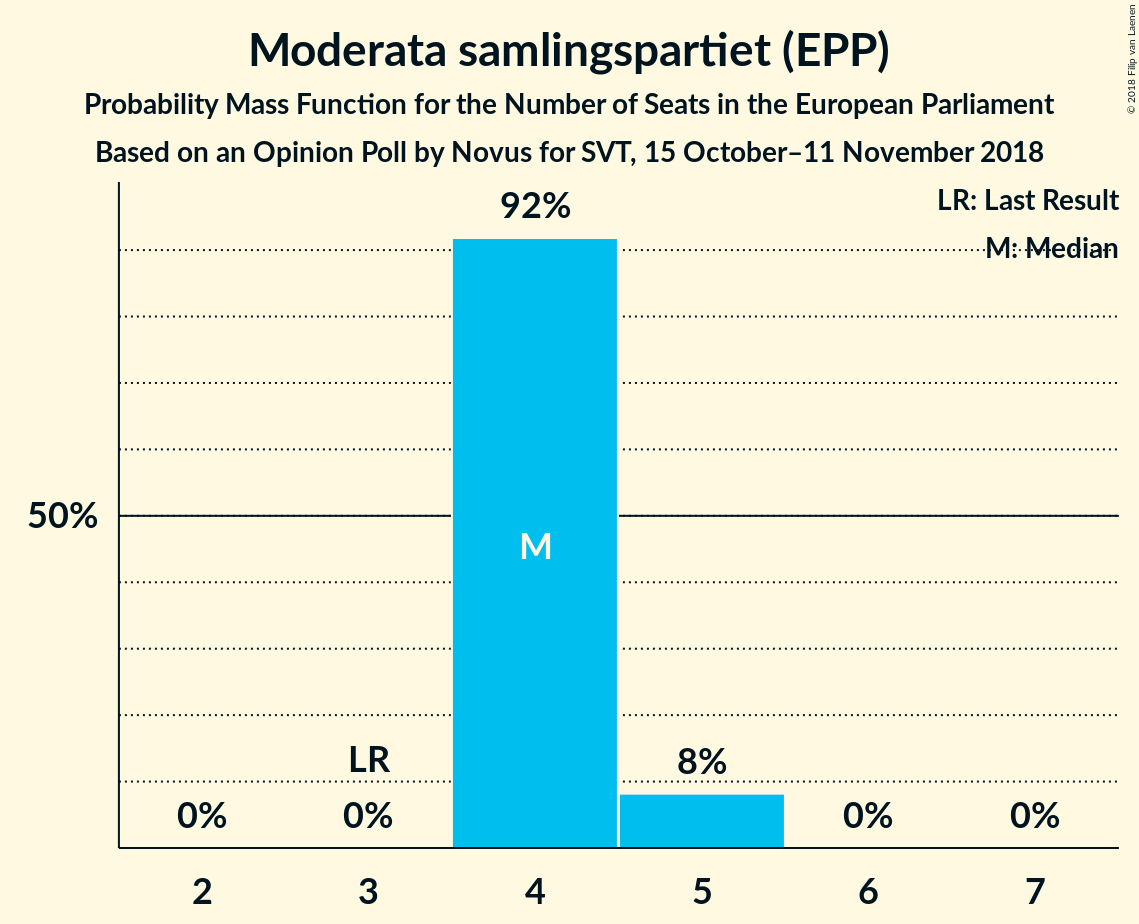 Moderata samlingspartiet (EPP)
Probability Mass Function for the Number of Seats in the European Parliament
Based on an Opinion Poll by Novus for SVT, 15 October–11 November 2018
© 2018 Filip van Laenen
LR: Last Result
M: Median
92%
50%
M
LR
8%
0% 0% 0% 0%
2 3 4 5 6 7